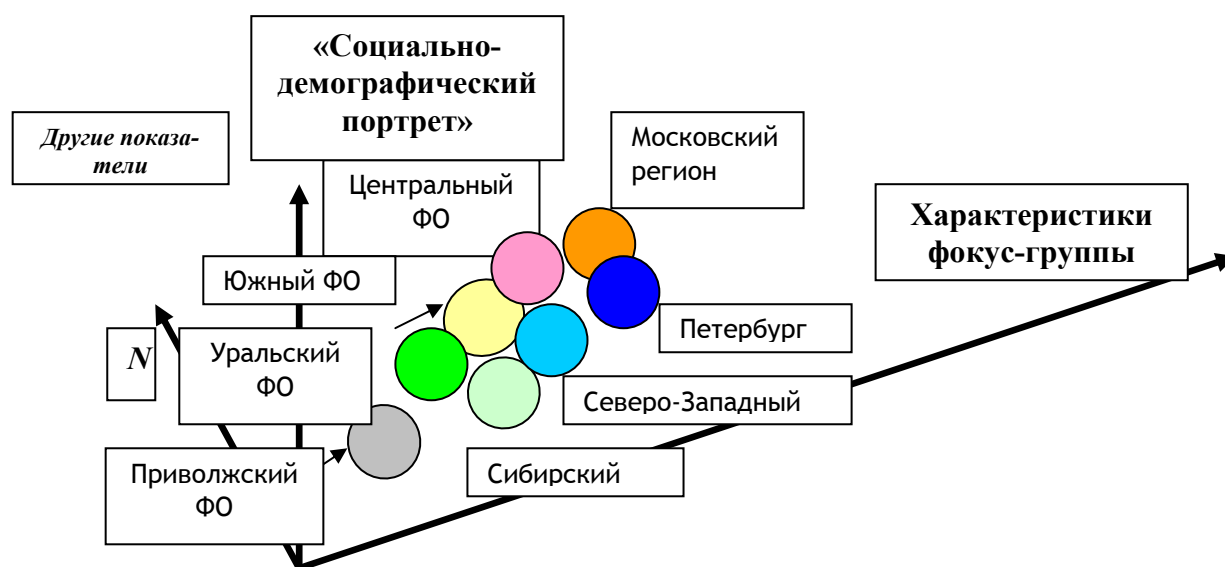 «Социально-
демографический
портрет»
Другие показа-
тели
Московский
регион
Центральный
ФО
Характеристики
фокус-группы
Южный ФО
Петербург
N
Уральский
ФО
Северо-Западный
Приволжский
ФО
Сибирский